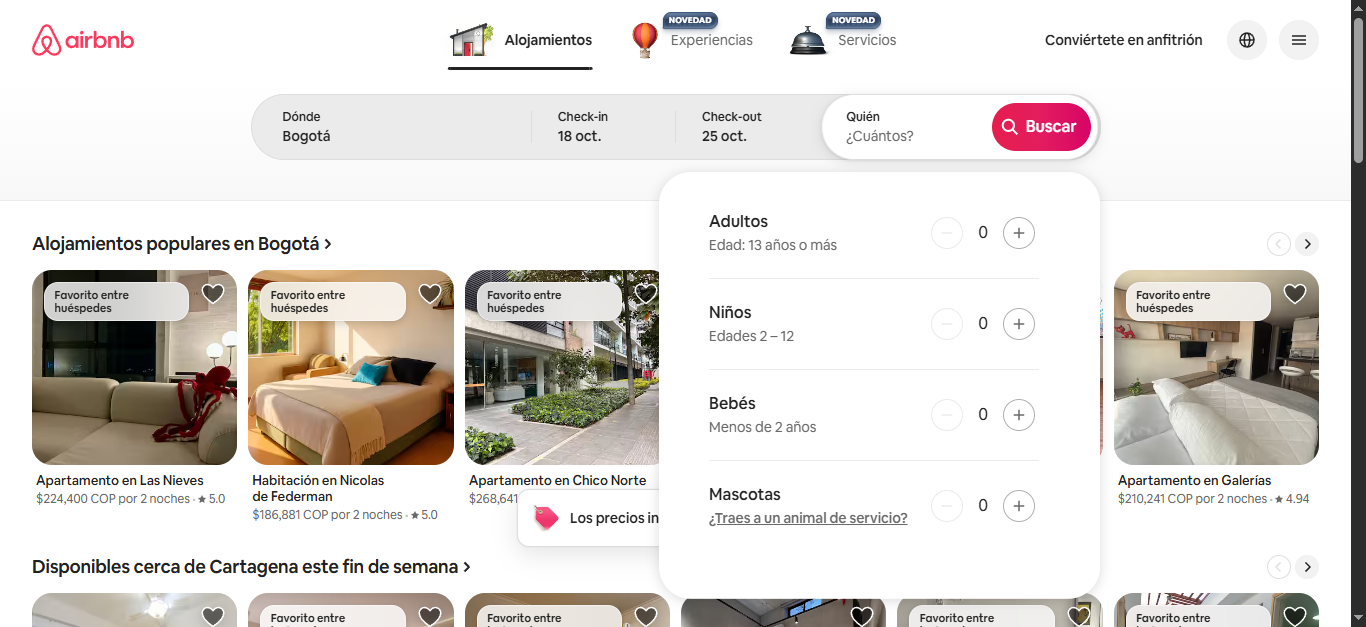 airbnb
Alojamientos
NOVEDAD
Experiencias
NOVEDAD
Servicios
Conviértete en anfitrión
Dónde
Bogotá
Check-in
18 oct.
Check-out
25 oct.
Quién
¿Cuántos?
Buscar
Adultos
Edad: 13 años o más
0
Niños
Edades 2 – 12
0
Bebés
Menos de 2 años
0
Mascotas
¿Traes a un animal de servicio?
0
Alojamientos populares en Bogotá
Favorito entre
huéspedes
Favorito entre
huéspedes
Favorito entre
huéspedes
Favorito entre
huéspedes
Apartamento en Las Nieves
$224,400 COP por 2 noches · ★ 5.0
Habitación en Nicolas
de Federman
$186,881 COP por 2 noches · ★ 5.0
Apartamento en Chico Norte
$268,641
Apartamento en Galerías
$210,241 COP por 2 noches · ★ 4.94
Los precios in
Disponibles cerca de Cartagena este fin de semana
Favorito entre
Favorito entre
Favorito entre
Favorito entre